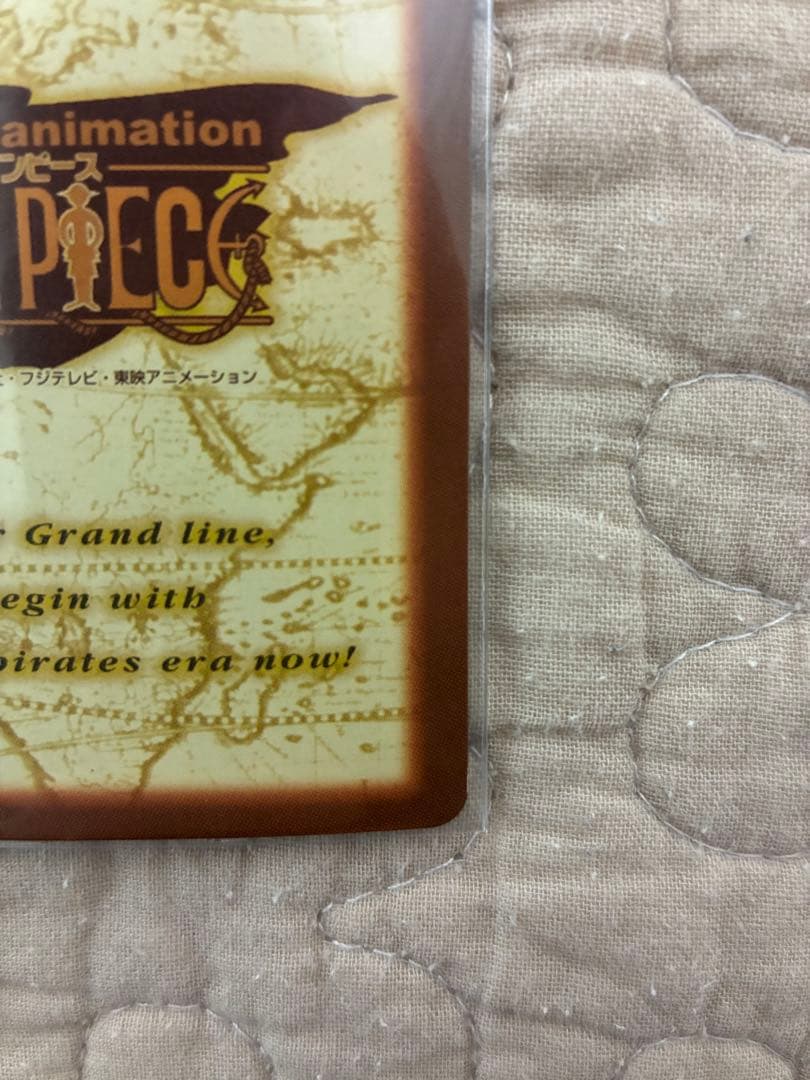 animation
ンピース
PIECE
・フジテレビ・東映アニメーション
Grand line,
egin with
pirates era now!